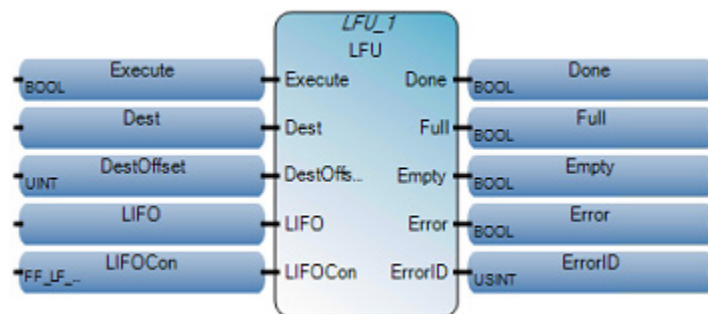 LFU_1
LFU
Execute
BOOL
Execute
Done
Done
BOOL
Dest
Dest
Full
Full
BOOL
DestOffset
UINT
DestOffs...
Empty
Empty
BOOL
LIFO
LIFO
Error
Error
BOOL
LIFOCon
FF_LF_...
LIFOCon
ErrorID
ErrorID
USINT